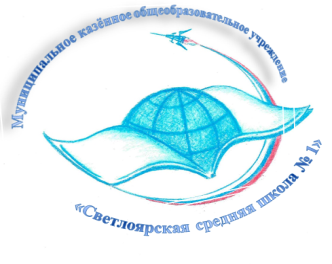 Муниципальное казённое общеобразовательное учреждение
«Светлоярская средняя школа № 1»